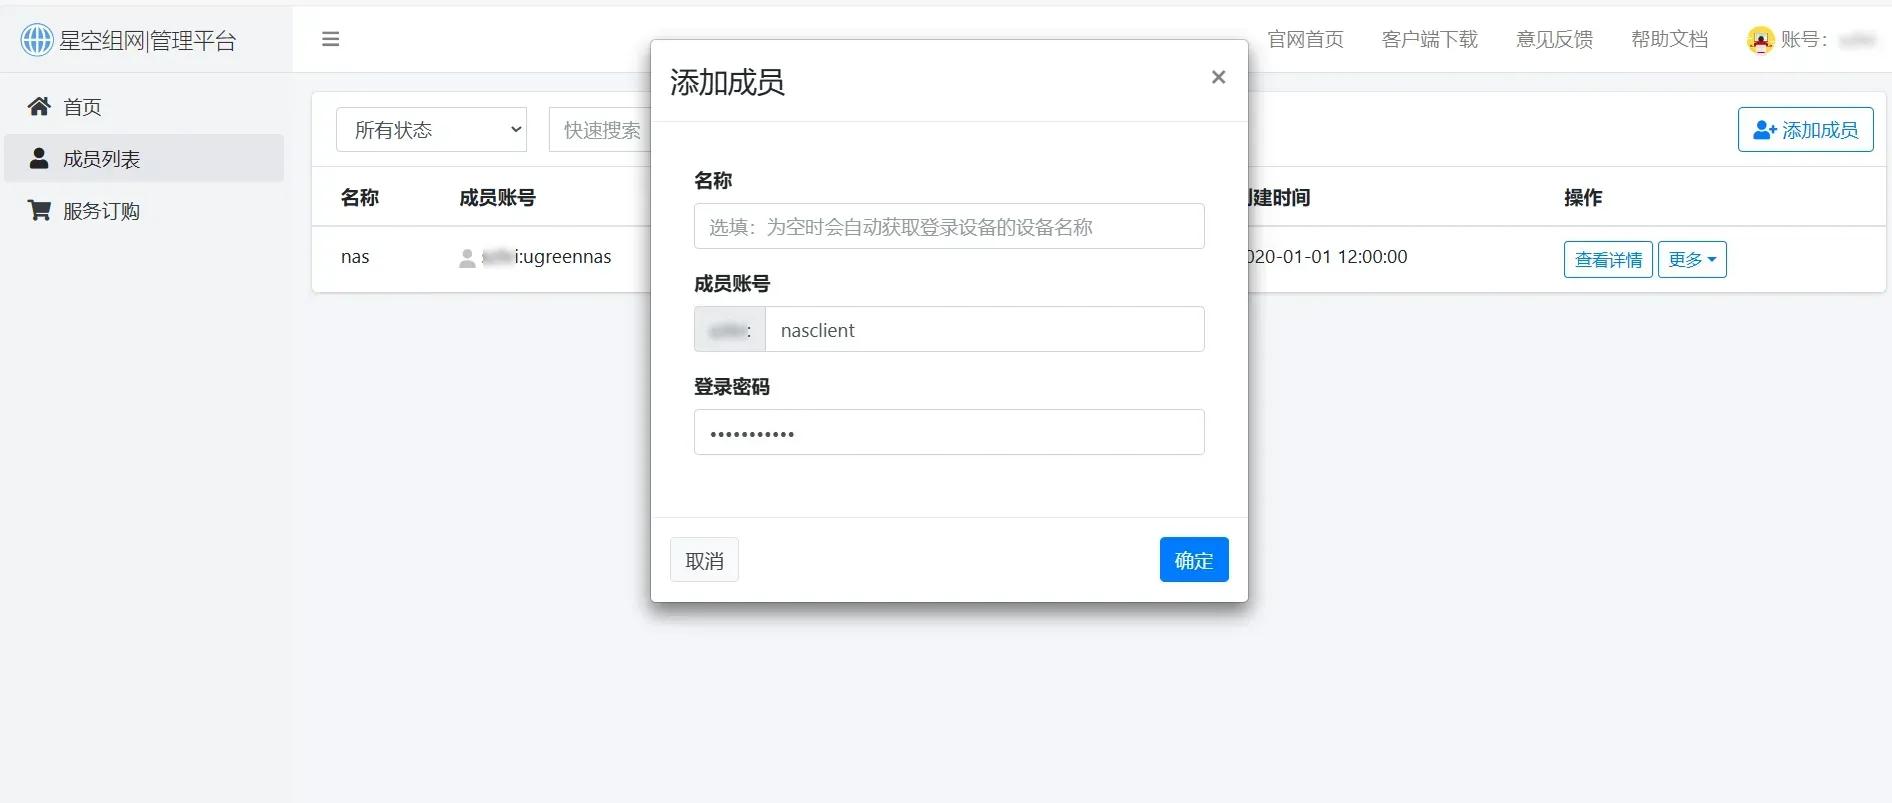 星空组网|管理平台
官网首页
客户端下载
意见反馈
帮助文档
账号：
首页
成员列表
服务订购
所有状态
快速搜索
添加成员
名称
成员账号
建时间
操作
nas
i:ugreennas
020-01-01 12:00:00
查看详情
更多
添加成员
×
名称
选填：为空时会自动获取登录设备的设备名称
成员账号
:
nasclient
登录密码
•••••••••••
取消
确定